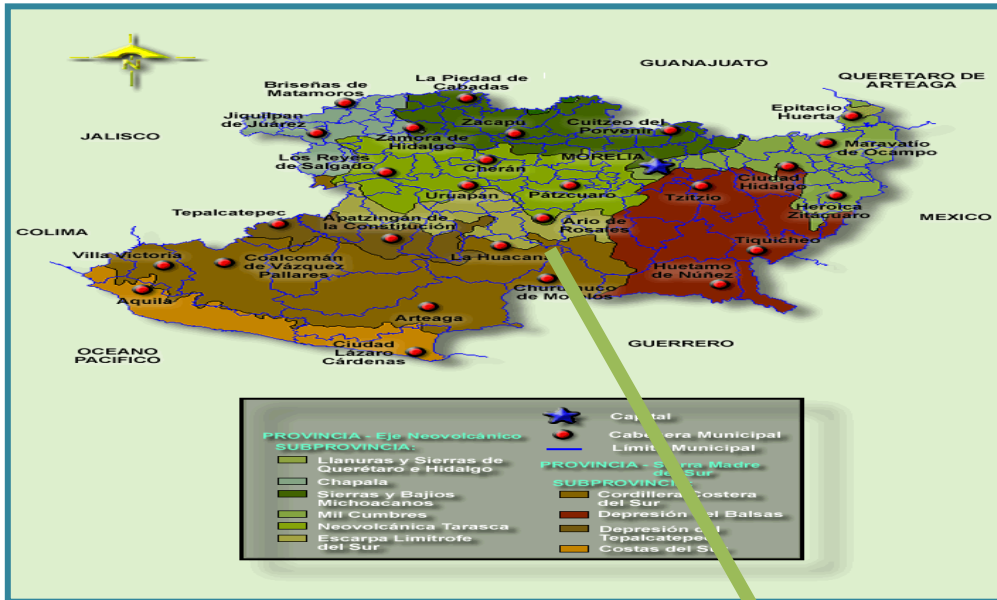 GUANAJUATO
QUERETARO DE
ARTEAGA
La Piedad de
Cabadas
Briseñas de
Matamoros
Epitacio
Huerta
Jiquilpan
de Juárez
Zacapú
Cuitzeo del
Porvenir
JALISCO
Zamora de
Hidalgo
Maravatío
de Ocampo
Los Reyes
de Salgado
Cherán
MORELIA
Ciudad
Hidalgo
Uruapán
Pátzcuaro
Tzitzio
Heroica
Zitácuaro
Tepalcatepec
Apatzingán de
la Constitución
Ario de
Rosales
MEXICO
COLIMA
Villa Victoria
Coalcomán
de Vázquez
Pallares
La Huacana
Tiquicheo
Huetamo
de Núñez
Aquila
Churumuco
de Morelos
Arteaga
OCEANO
PACIFICO
Ciudad
Lázaro
Cárdenas
GUERRERO
PROVINCIA - Eje Neovolcánico
SUBPROVINCIA:
Llanuras y Sierras de
Querétaro e Hidalgo
Chapala
Sierras y Bajios
Michoacanos
Mil Cumbres
Neovolcánica Tarasca
Escarpa Limítrofe
del Sur
Capital
Cabecera Municipal
Límite Municipal
PROVINCIA - Sierra Madre
del Sur
SUBPROVINCIA:
Cordillera Costera
del Sur
Depresión del Balsas
Depresión del
Tepalcatepec
Costas del Sur